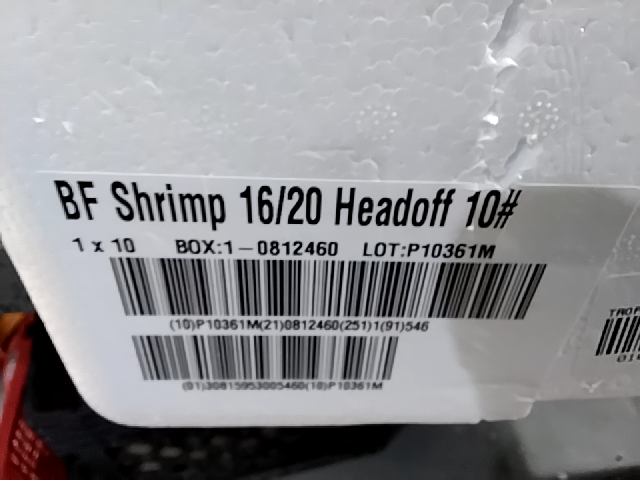 BF Shrimp 16/20 Headoff 10#
1 x 10 BOX:1-0812460 LOT:P10361M
(10)P10361M(21)0812460(251)1(91)546
(01)30815953005460(10)P10361M